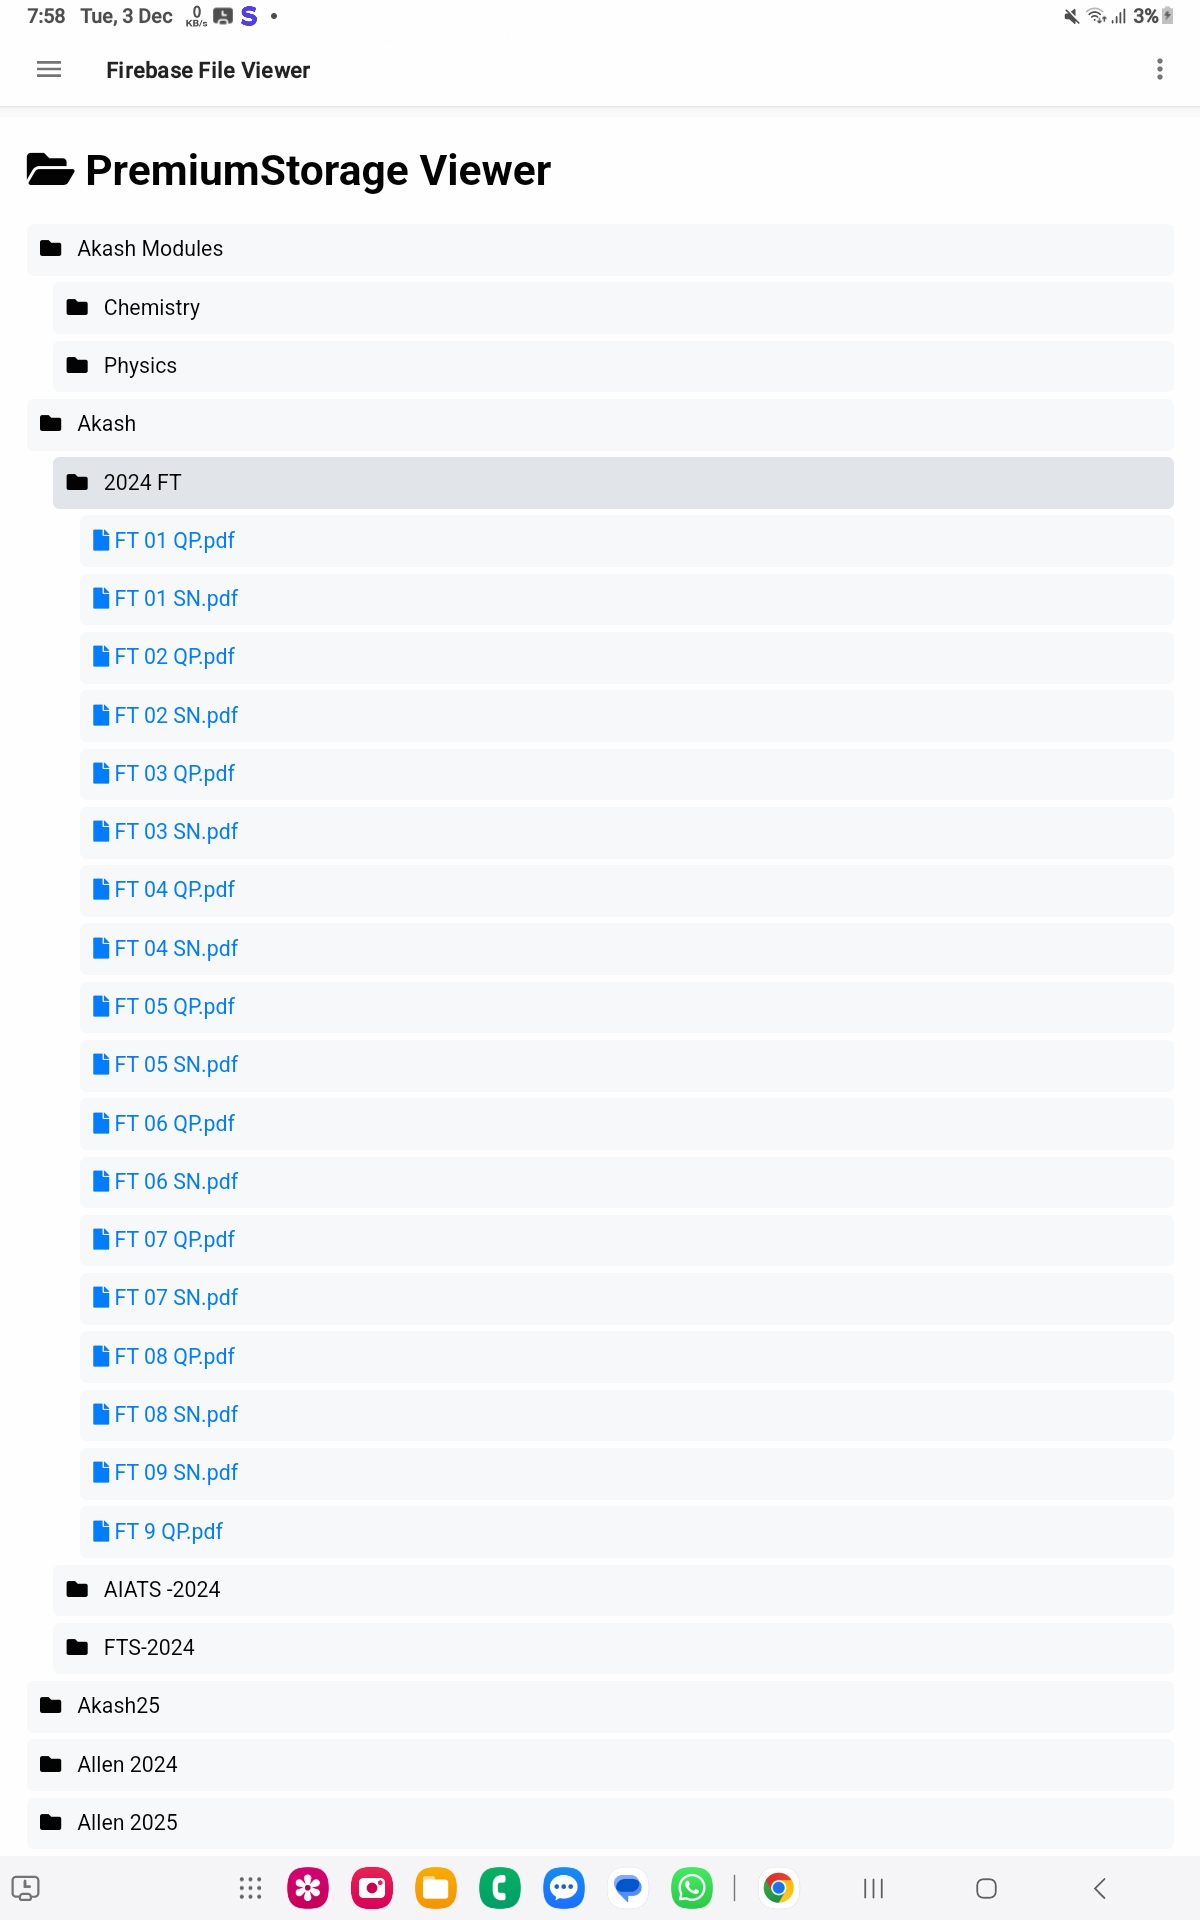 7:58 Tue, 3 Dec 0 KB/s S • 3%
Firebase File Viewer
PremiumStorage Viewer
Akash Modules
Chemistry
Physics
Akash
2024 FT
FT 01 QP.pdf
FT 01 SN.pdf
FT 02 QP.pdf
FT 02 SN.pdf
FT 03 QP.pdf
FT 03 SN.pdf
FT 04 QP.pdf
FT 04 SN.pdf
FT 05 QP.pdf
FT 05 SN.pdf
FT 06 QP.pdf
FT 06 SN.pdf
FT 07 QP.pdf
FT 07 SN.pdf
FT 08 QP.pdf
FT 08 SN.pdf
FT 09 SN.pdf
FT 9 QP.pdf
AIATS -2024
FTS-2024
Akash25
Allen 2024
Allen 2025